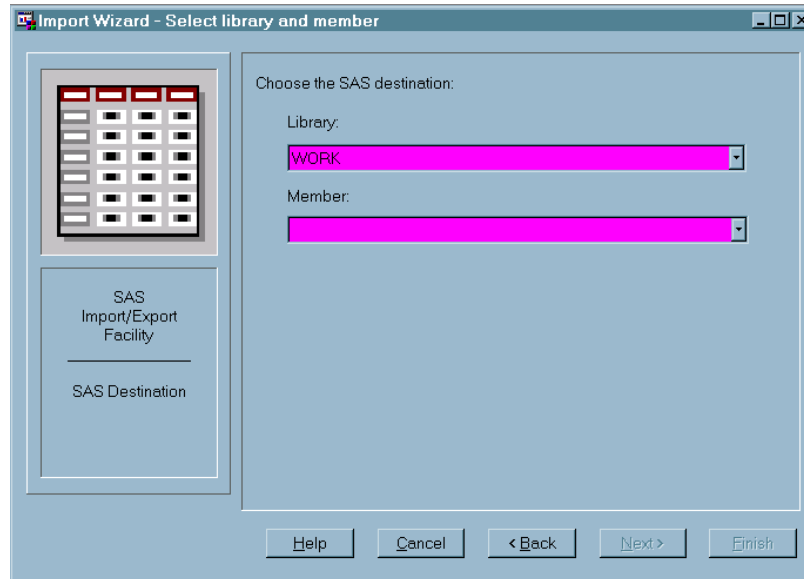 Import Wizard - Select library and member
Choose the SAS destination:
Library:
WORK
Member:
SAS
Import/Export
Facility
SAS Destination
Help
Cancel
< Back
Next >
Finish